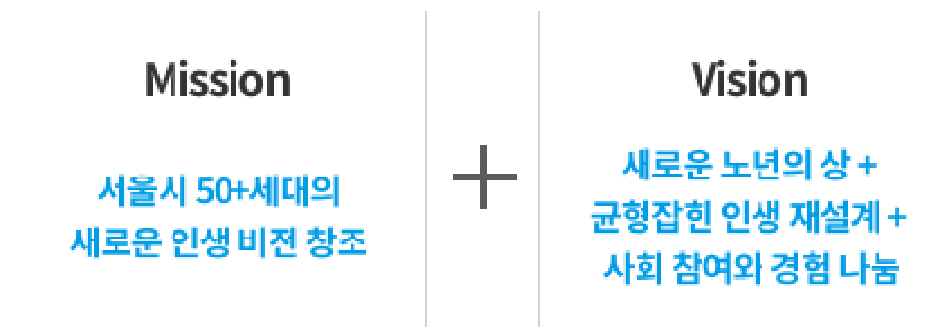 Mission
서울시 50+세대의
새로운 인생 비전 창조
+
Vision
새로운 노년의 상 +
균형잡힌 인생 재설계 +
사회 참여와 경험 나눔